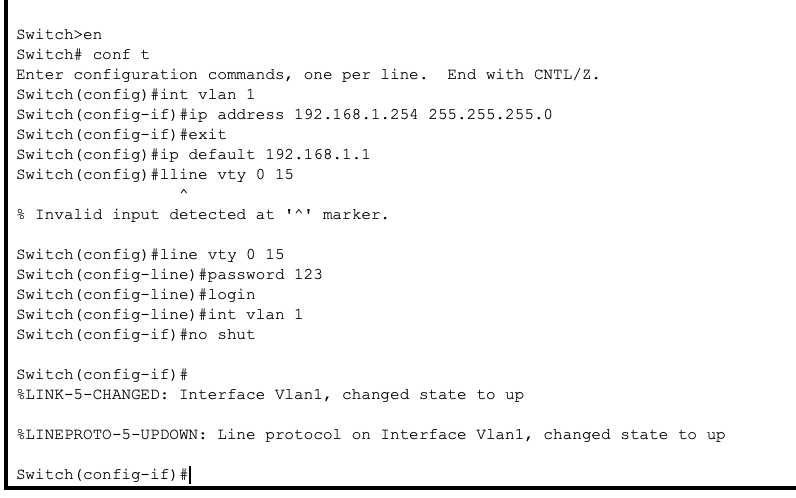 Switch>en
Switch# conf t
Enter configuration commands, one per line.  End with CNTL/Z.
Switch(config)#int vlan 1
Switch(config-if)#ip address 192.168.1.254 255.255.255.0
Switch(config-if)#exit
Switch(config)#ip default 192.168.1.1
Switch(config)#lline vty 0 15
                 ^
% Invalid input detected at '^' marker.

Switch(config)#line vty 0 15
Switch(config-line)#password 123
Switch(config-line)#login
Switch(config-line)#int vlan 1
Switch(config-if)#no shut

Switch(config-if)#
%LINK-5-CHANGED: Interface Vlan1, changed state to up

%LINEPROTO-5-UPDOWN: Line protocol on Interface Vlan1, changed state to up

Switch(config-if)#